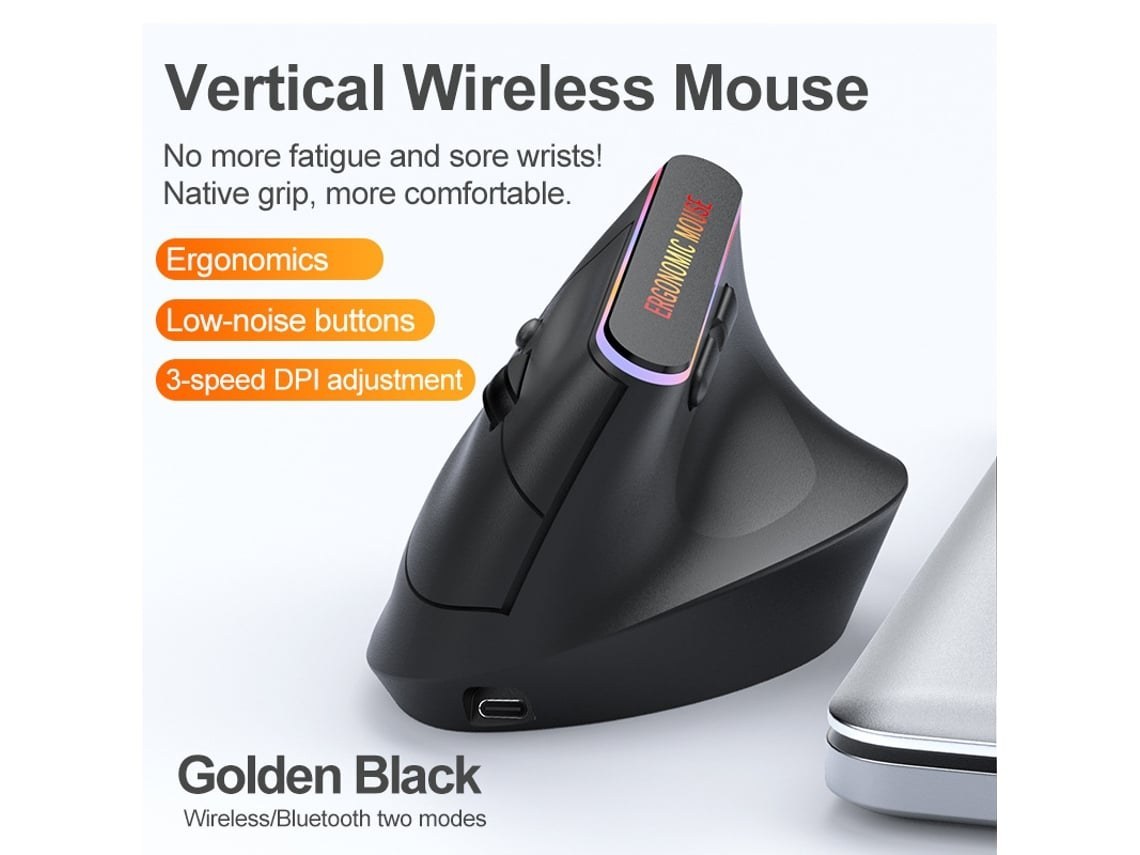 Vertical Wireless Mouse
No more fatigue and sore wrists!
Native grip, more comfortable.
Ergonomics
Low-noise buttons
3-speed DPI adjustment
ERGONOMIC MOUSE
Golden Black
Wireless/Bluetooth two modes